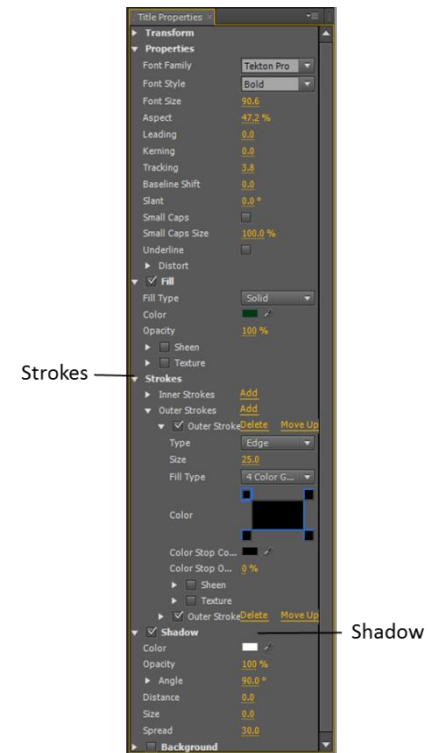 Title Properties ×
Transform
Properties
Font Family Tekton Pro
Font Style Bold
Font Size 90.6
Aspect 47.2 %
Leading 0.0
Kerning 0.0
Tracking 3.8
Baseline Shift 0.0
Slant 0.0 °
Small Caps
Small Caps Size 100.0 %
Underline
Distort
Fill
Fill Type Solid
Color
Opacity 100 %
Sheen
Texture
Strokes Strokes
Inner Strokes Add
Outer Strokes Add
Outer Stroke Delete Move Up
Type Edge
Size 25.0
Fill Type 4 Color G...
Color
Color Stop Co...
Color Stop O... 0 %
Sheen
Texture
Outer Stroke Delete Move Up
Shadow Shadow
Color
Opacity 100 %
Angle 90.0 °
Distance 0.0
Size 0.0
Spread 30.0
Background